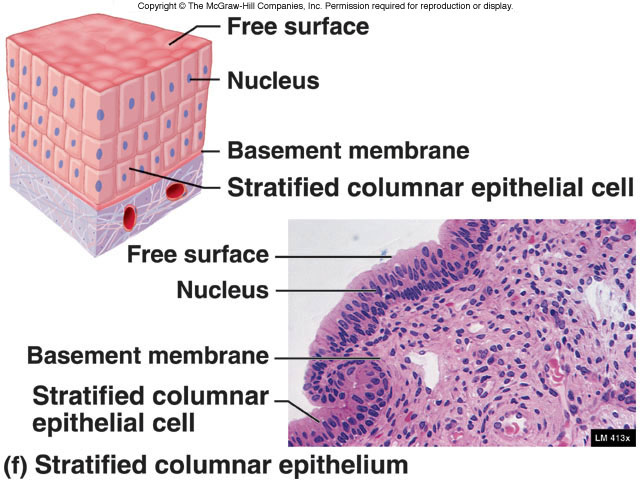 Copyright © The McGraw-Hill Companies, Inc. Permission required for reproduction or display.
Free surface
Nucleus
Basement membrane
Stratified columnar epithelial cell
Free surface
Nucleus
Basement membrane
Stratified columnar
epithelial cell
LM 413x
(f) Stratified columnar epithelium